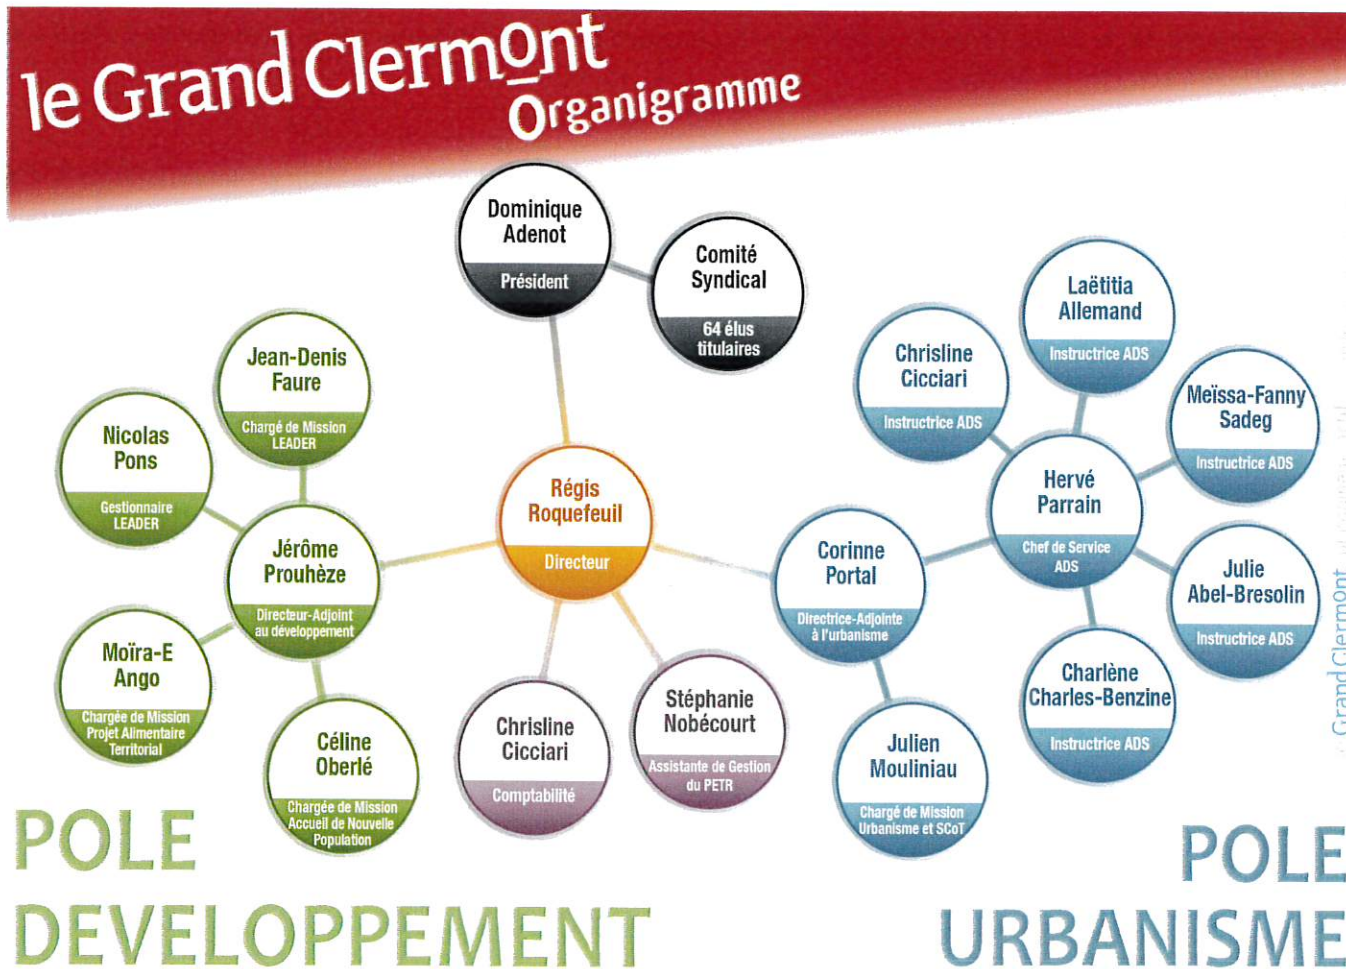 le Grand Clermont
Organigramme
Dominique
Adenot
Président
Comité
Syndical
64 élus
titulaires
Jean-Denis
Faure
Chargé de Mission
LEADER
Nicolas
Pons
Gestionnaire
LEADER
Jérôme
Prouhèze
Directeur-Adjoint
au développement
Moïra-E
Ango
Chargée de Mission
Projet Alimentaire
Territorial
Céline
Oberlé
Chargée de Mission
Accueil de Nouvelle
Population
Régis
Roquefeuil
Directeur
Chrisline
Cicciari
Comptabilité
Stéphanie
Nobécourt
Assistante de Gestion
du PETR
Corinne
Portal
Directrice-Adjointe
à l'urbanisme
Julien
Mouliniau
Chargé de Mission
Urbanisme et SCoT
Hervé
Parrain
Chef de Service
ADS
Chrisline
Cicciari
Instructrice ADS
Laëtitia
Allemand
Instructrice ADS
Meïssa-Fanny
Sadeg
Instructrice ADS
Julie
Abel-Bresolin
Instructrice ADS
Charlène
Charles-Benzine
Instructrice ADS
POLE
DEVELOPPEMENT
POLE
URBANISME
Grand Clermont